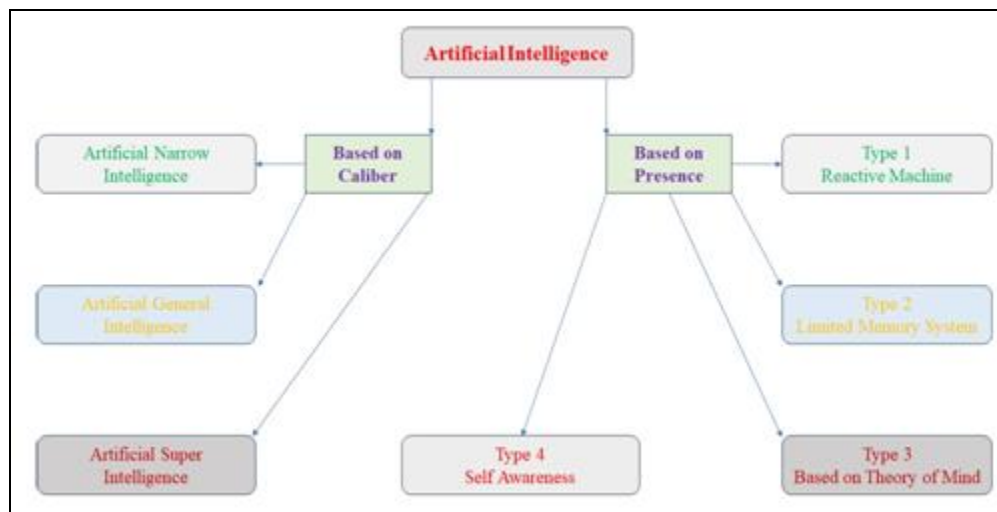 Artificial Intelligence
Artificial Narrow
Intelligence
Based on
Caliber
Based on
Presence
Type 1
Reactive Machine
Artificial General
Intelligence
Type 2
Limited Memory System
Artificial Super
Intelligence
Type 4
Self Awareness
Type 3
Based on Theory of Mind